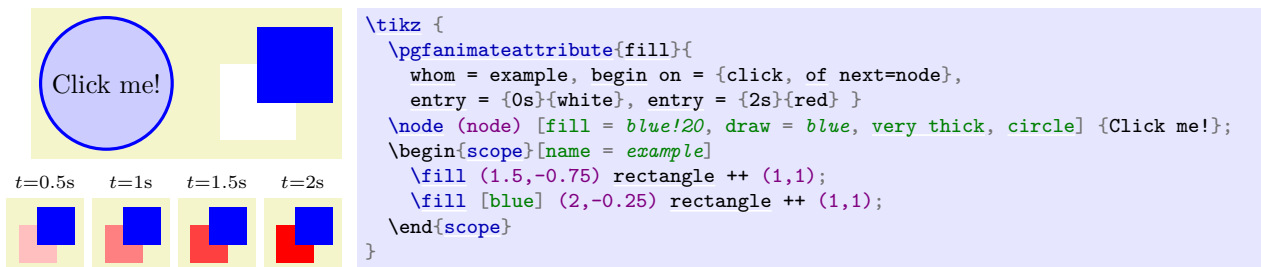 Click me!
t=0.5s t=1s t=1.5s t=2s
\tikz {
  \pgfanimateattribute{fill}{
    whom = example, begin on = {click, of next=node},
    entry = {0s}{white}, entry = {2s}{red} }
  \node (node) [fill = blue!20, draw = blue, very thick, circle] {Click me!};
  \begin{scope}[name = example]
    \fill (1.5,-0.75) rectangle ++ (1,1);
    \fill [blue] (2,-0.25) rectangle ++ (1,1);
  \end{scope}
}